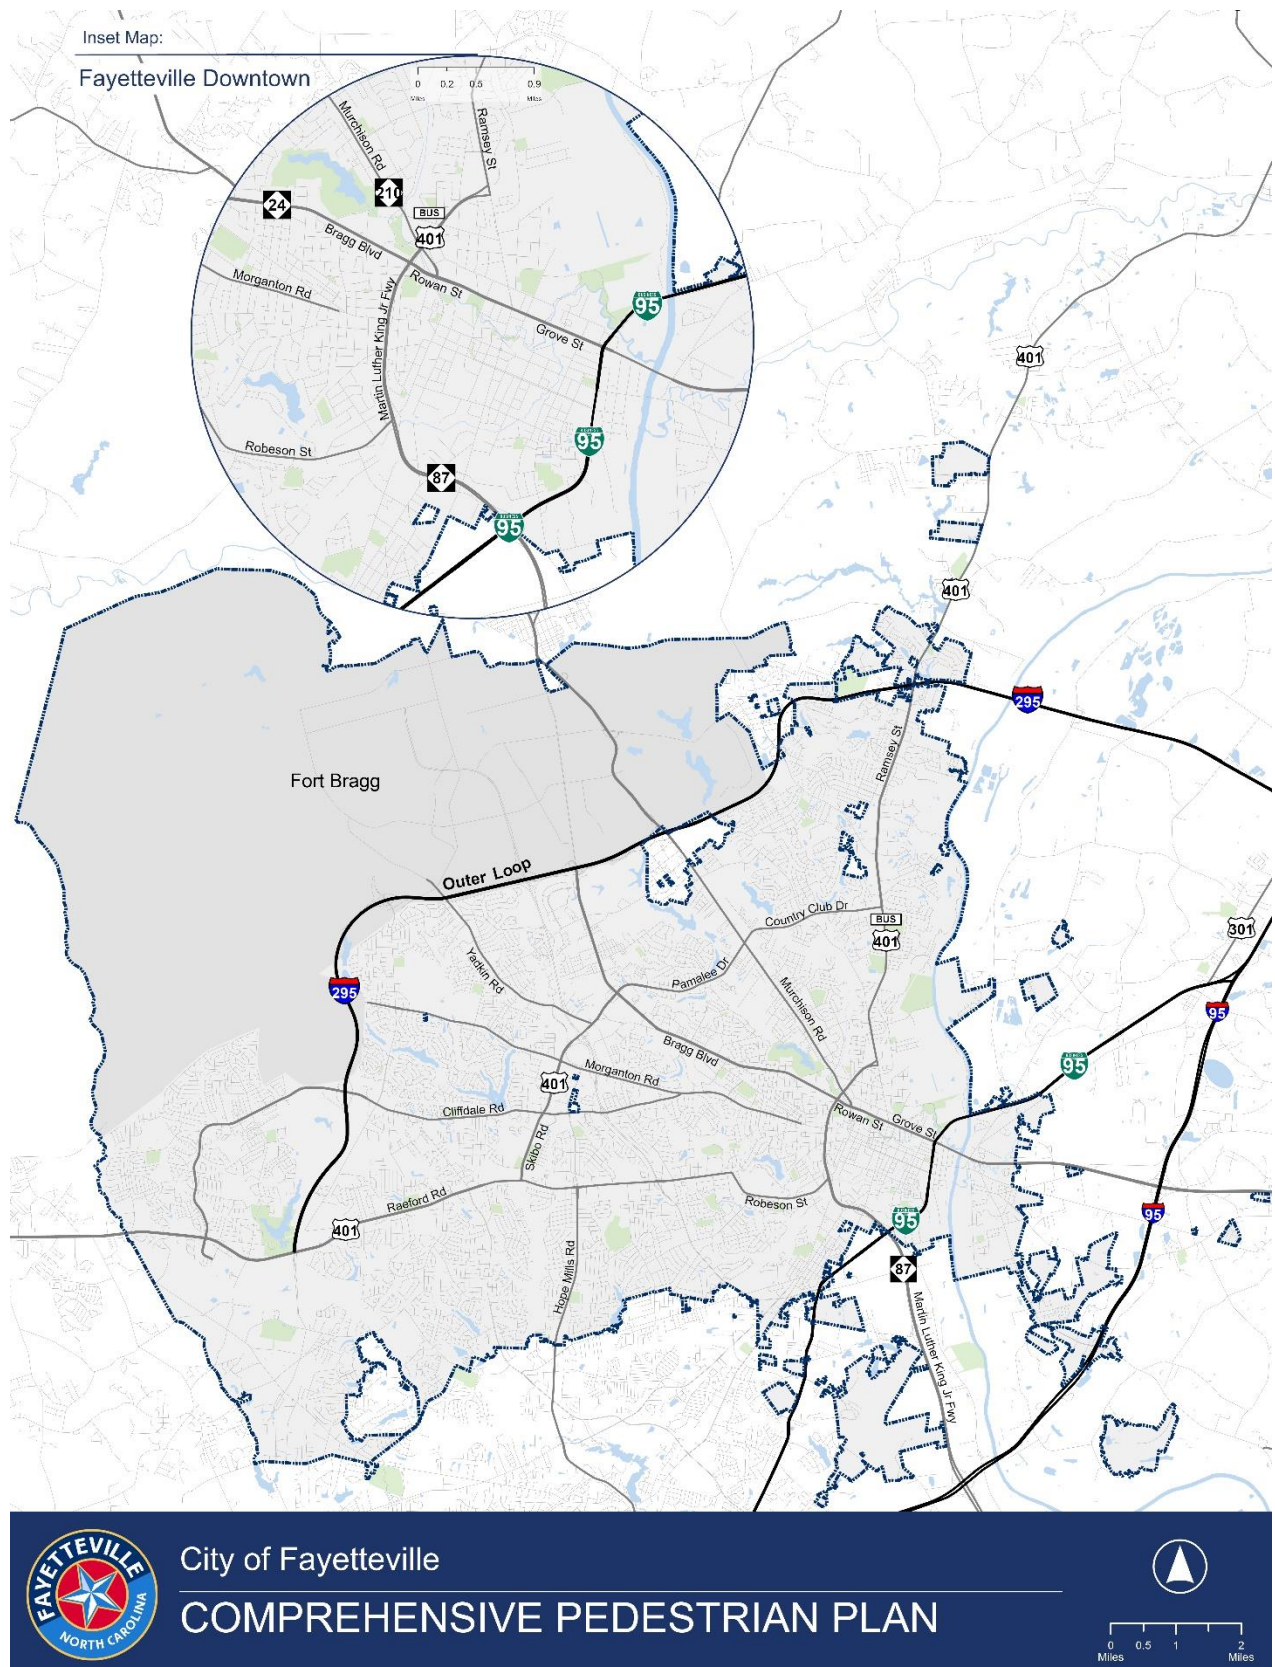 Inset Map:
Fayetteville Downtown
0 0.2 0.5 0.9
Miles Miles
Murchison Rd
Ramsey St
24
210
BUS
401
Bragg Blvd
Morganton Rd
Rowan St
Martin Luther King Jr Fwy
95
Grove St
95
Robeson St
87
95
401
401
295
Fort Bragg
Ramsey St
Outer Loop
Country Club Dr
BUS
401
301
Yadkin Rd
Pamalee Dr
295
Murchison Rd
95
Bragg Blvd
95
Morganton Rd
401
Cliffdale Rd
Rowan St
Grove St
Skibo Rd
Raeford Rd
Robeson St
401
95
95
Hope Mills Rd
87
Martin Luther King Jr Fwy
FAYETTEVILLE
NORTH CAROLINA
City of Fayetteville
COMPREHENSIVE PEDESTRIAN PLAN
0 0.5 1 2
Miles Miles